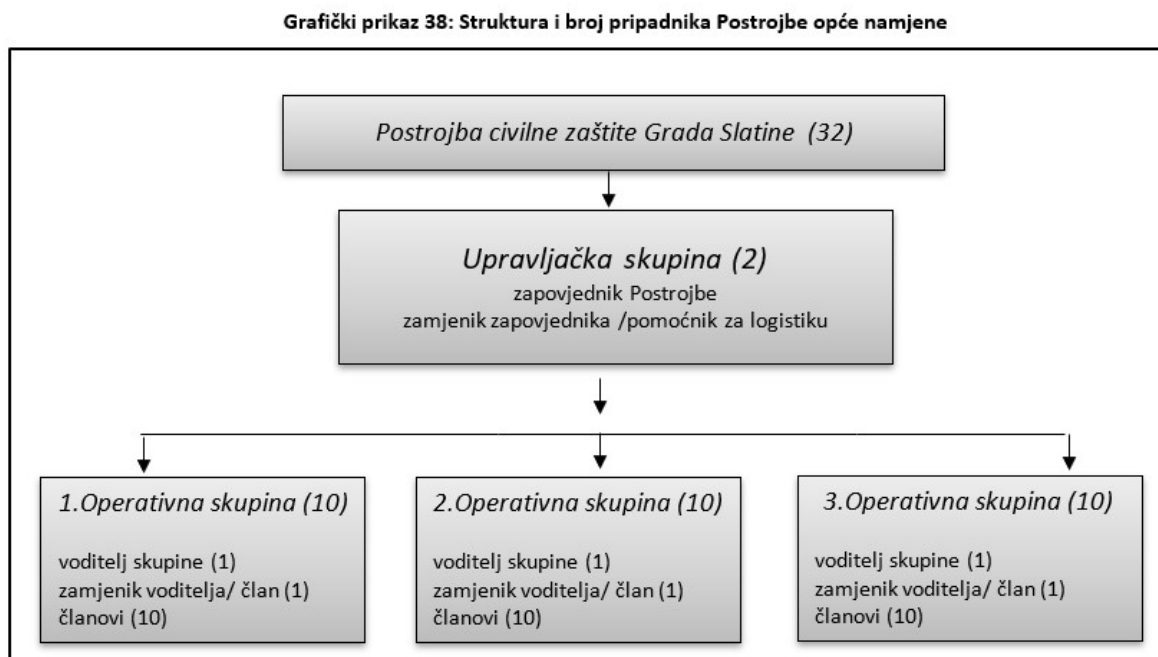 Grafički prikaz 38: Struktura i broj pripadnika Postrojbe opće namjene
Postrojba civilne zaštite Grada Slatine (32)
Upravljačka skupina (2)
zapovjednik Postrojbe
zamjenik zapovjednika /pomoćnik za logistiku
1.Operativna skupina (10)
voditelj skupine (1)
zamjenik voditelja/ član (1)
članovi (10)
2.Operativna skupina (10)
voditelj skupine (1)
zamjenik voditelja/ član (1)
članovi (10)
3.Operativna skupina (10)
voditelj skupine (1)
zamjenik voditelja/ član (1)
članovi (10)